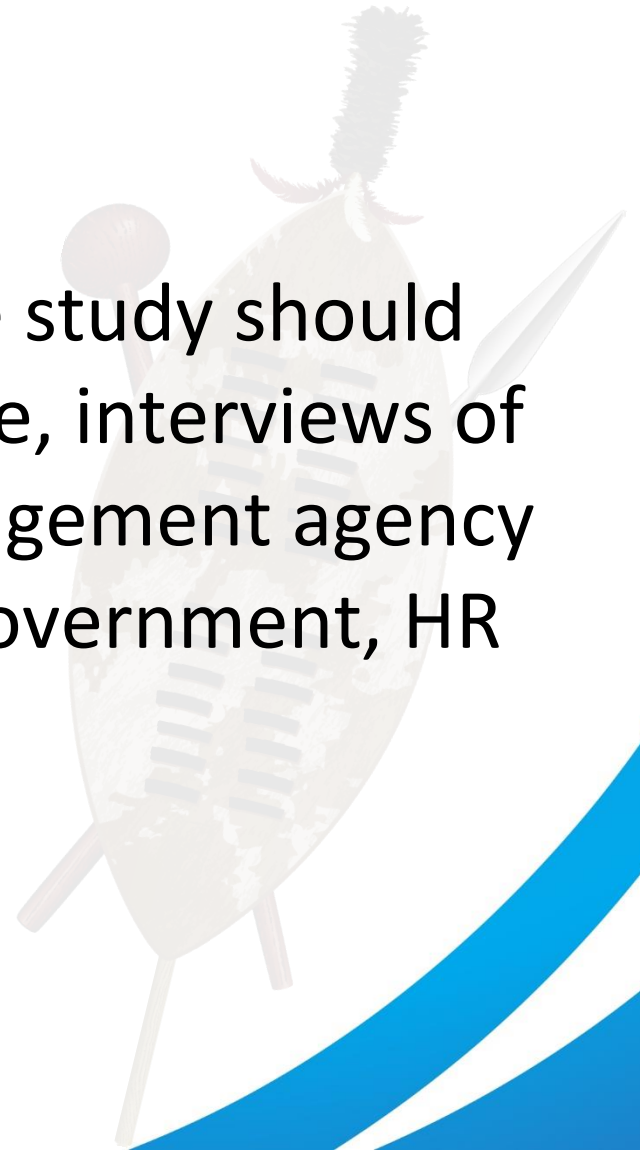 study should
e, interviews of
gement agency
overnment, HR